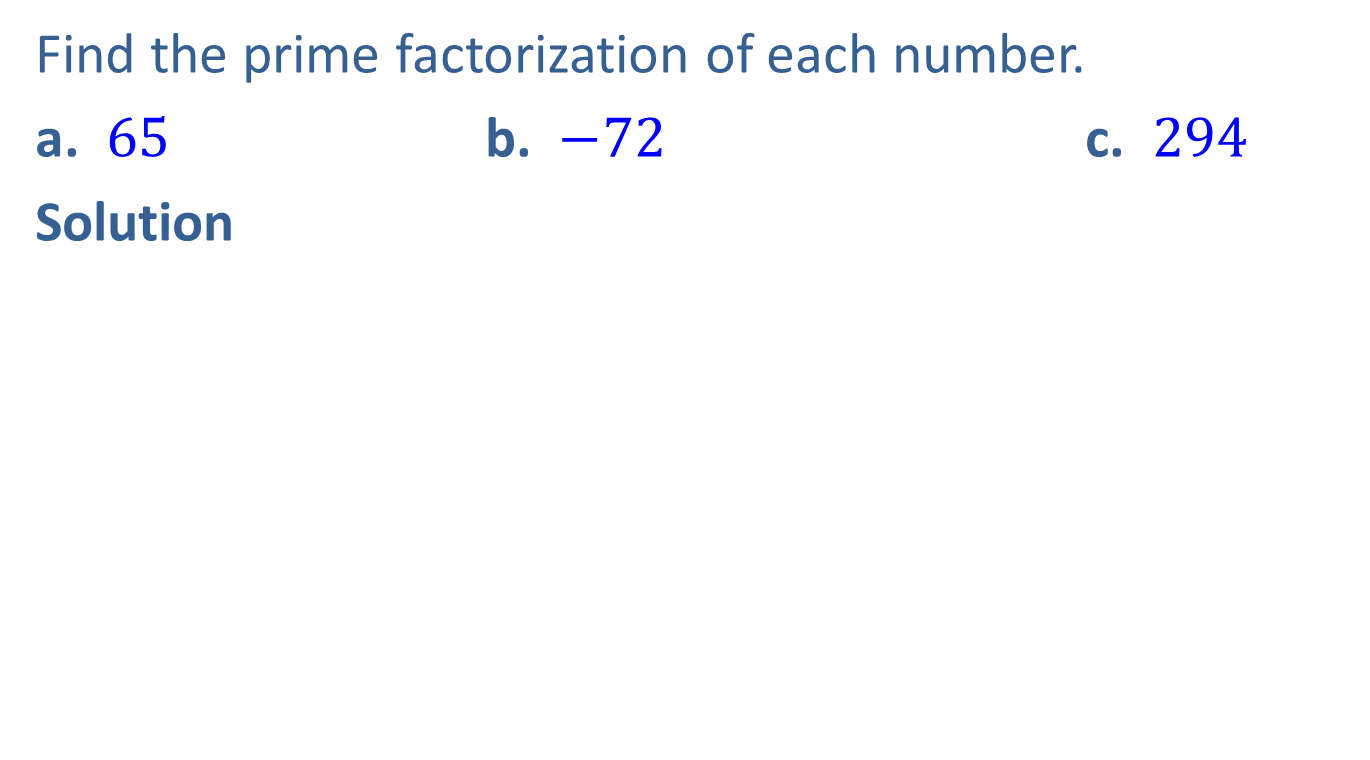 Find the prime factorization of each number.
a. 65 b. −72 c. 294
Solution